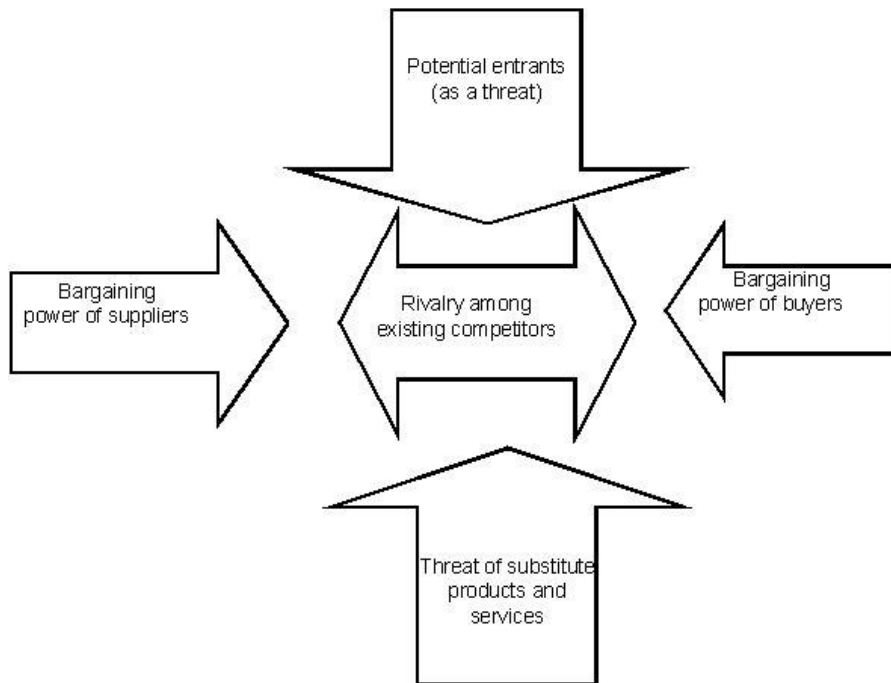 Potential entrants
(as a threat)
Bargaining
power of suppliers
Rivalry among
existing competitors
Bargaining
power of buyers
Threat of substitute
products and
services